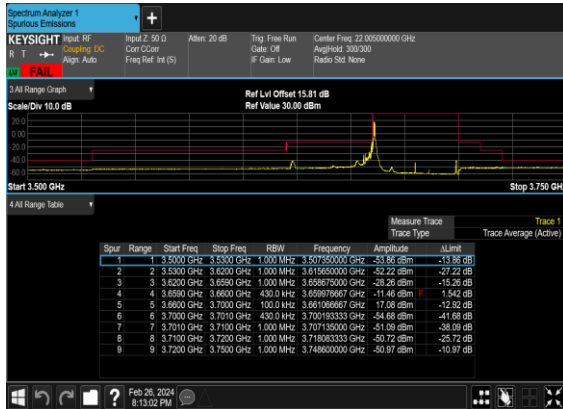 Spectrum Analyzer 1
Spurious Emissions
+
KEYSIGHT Input: RF Input Z: 50 Ω Atten: 20 dB Trig: Free Run Center Freq: 22.005000000 GHz
R T Coupling: DC Corr CCorr Gate: Off Avg|Hold: 300/300
Align: Auto Freq Ref: Int (S) IF Gain: Low Radio Std: None
LW FAIL
3 All Range Graph
Ref Lvl Offset 15.81 dB
Scale/Div 10.0 dB Ref Value 30.00 dBm
20.0
0.00
-20.0
-40.0
-60.0
Start 3.500 GHz Stop 3.750 GHz
4 All Range Table
Measure Trace Trace 1
Trace Type Trace Average (Active)
Spur Range Start Freq Stop Freq RBW Frequency Amplitude ΔLimit
1 1 3.5000 GHz 3.5300 GHz 1.000 MHz 3.507350000 GHz -53.86 dBm -13.86 dB
2 2 3.5300 GHz 3.6200 GHz 1.000 MHz 3.615650000 GHz -52.22 dBm -27.22 dB
3 3 3.6200 GHz 3.6590 GHz 1.000 MHz 3.658675000 GHz -28.26 dBm -15.26 dB
4 4 3.6590 GHz 3.6600 GHz 430.0 kHz 3.659976667 GHz -11.46 dBm F 1.542 dB
5 5 3.6600 GHz 3.7000 GHz 100.0 kHz 3.661066667 GHz 17.08 dBm -12.92 dB
6 6 3.7000 GHz 3.7010 GHz 430.0 kHz 3.700193333 GHz -54.68 dBm -41.68 dB
7 7 3.7010 GHz 3.7100 GHz 1.000 MHz 3.707135000 GHz -51.09 dBm -38.09 dB
8 8 3.7100 GHz 3.7200 GHz 1.000 MHz 3.718083333 GHz -50.72 dBm -25.72 dB
9 9 3.7200 GHz 3.7500 GHz 1.000 MHz 3.748600000 GHz -50.97 dBm -10.97 dB
? Feb 26, 2024
8:13:02 PM